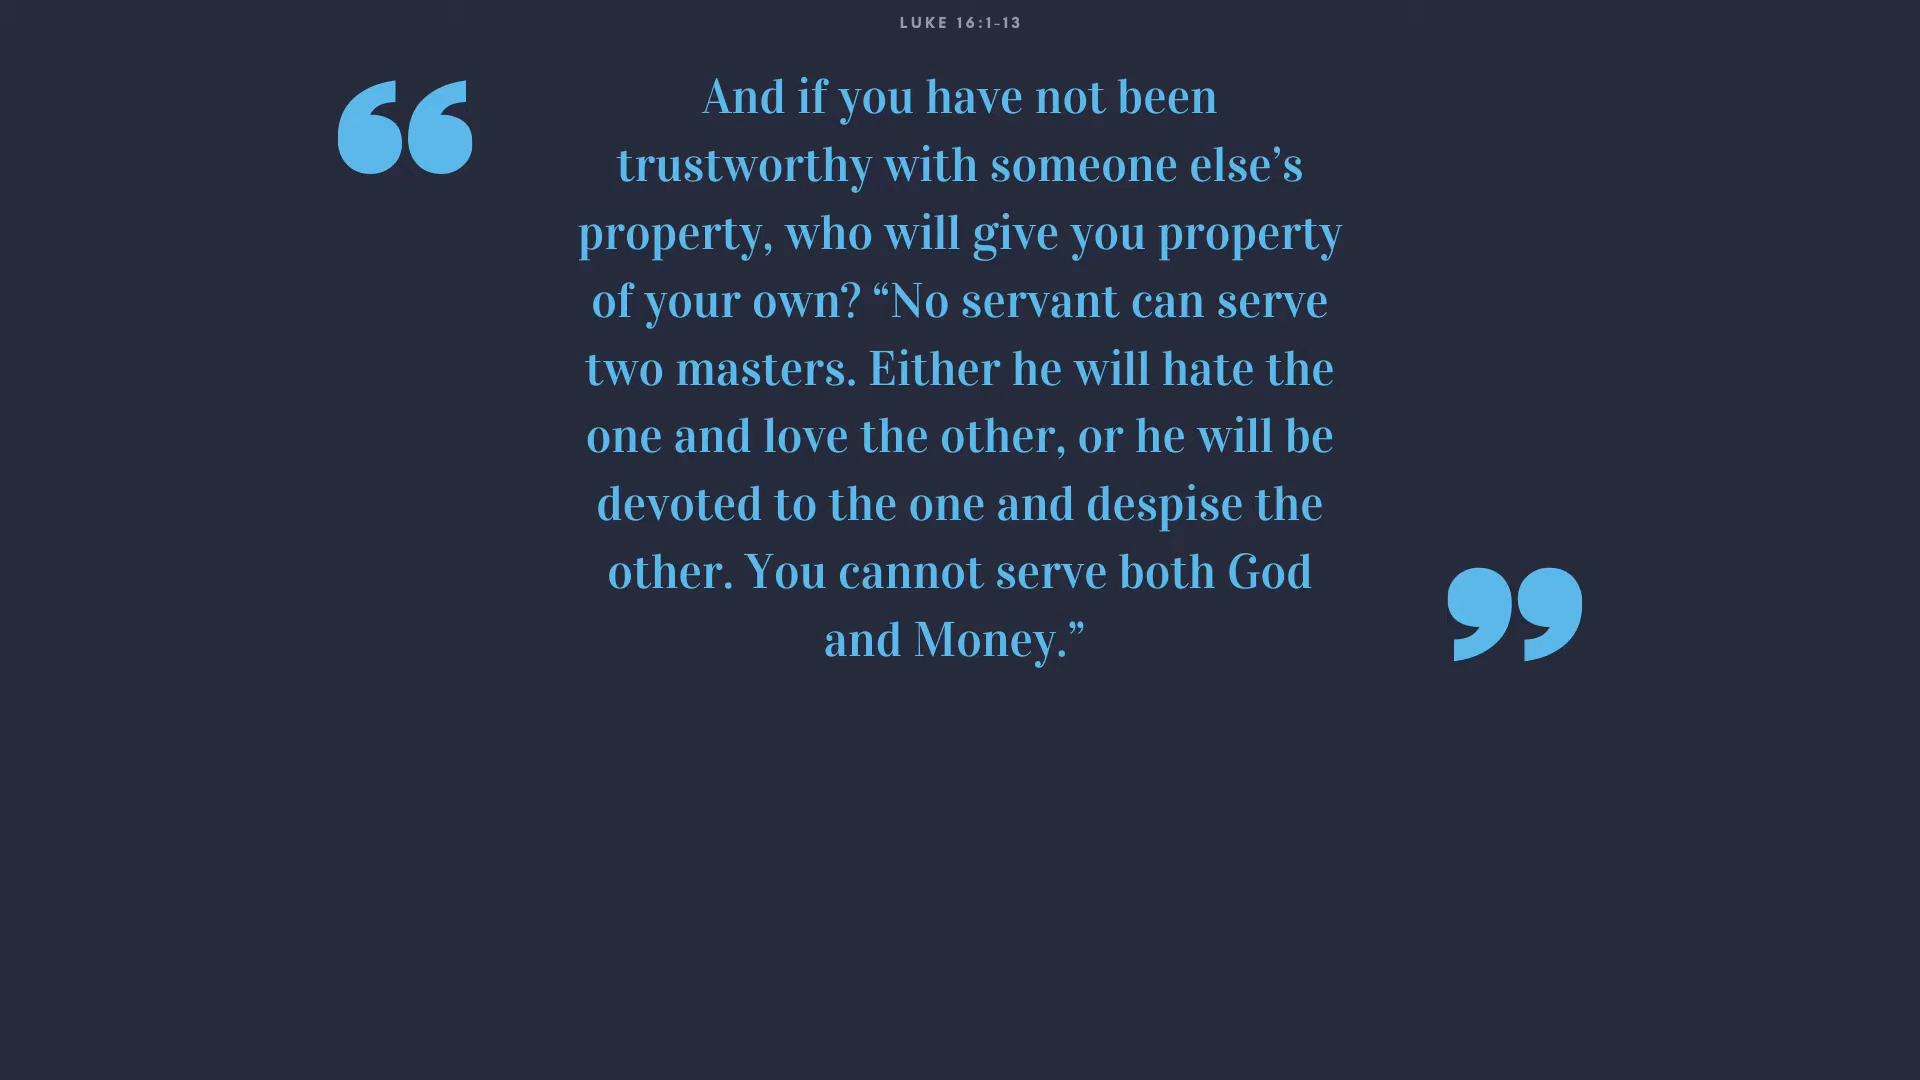 LUKE 16:1-13
And if you have not been
trustworthy with someone else’s
property, who will give you property
of your own? “No servant can serve
two masters. Either he will hate the
one and love the other, or he will be
devoted to the one and despise the
other. You cannot serve both God
and Money.”